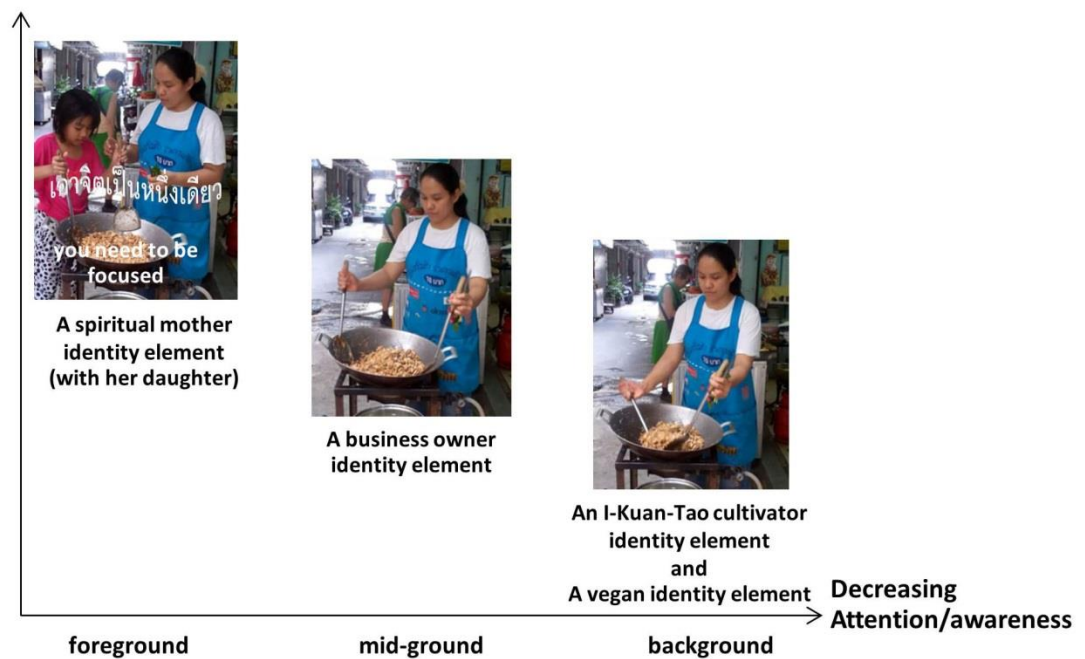 เอาจิตเป็นหนึ่งเดียว
you need to be
focused
A spiritual mother
identity element
(with her daughter)
A business owner
identity element
An I-Kuan-Tao cultivator
identity element
and
A vegan identity element
Decreasing
Attention/awareness
foreground
mid-ground
background